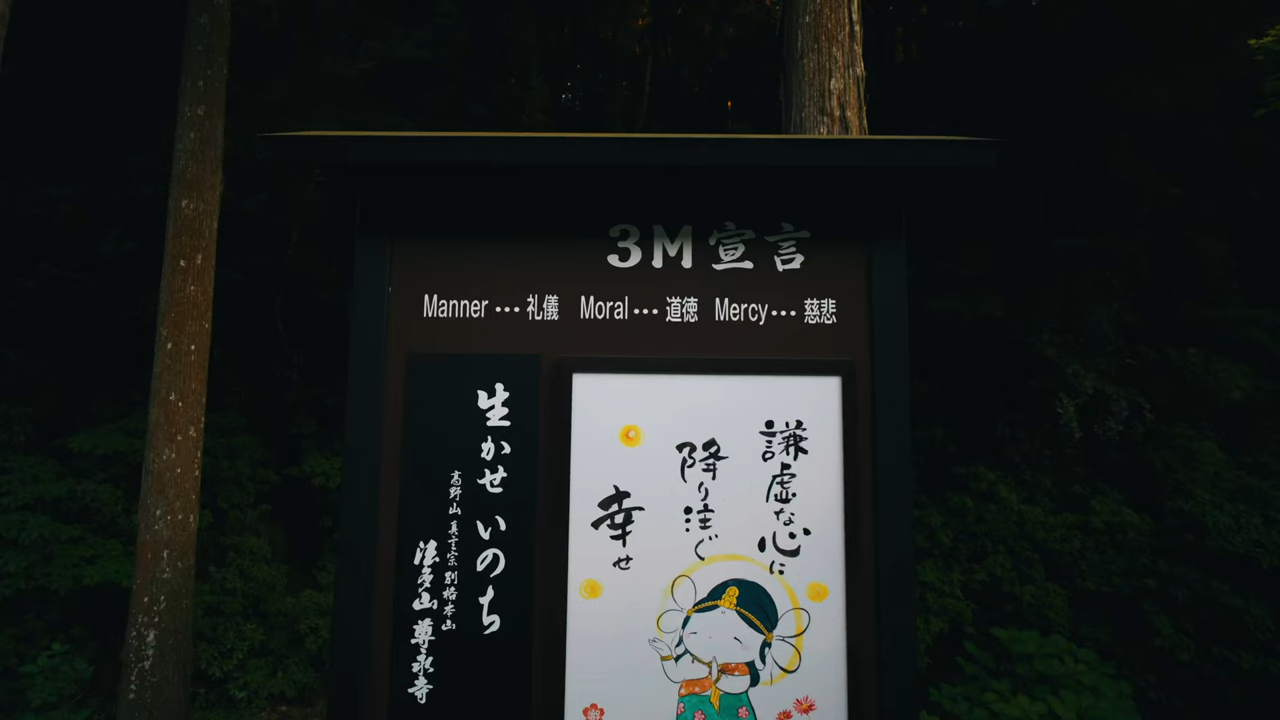 3M宣言
Manner・・・礼儀 Moral・・・道徳 Mercy・・・慈悲
謙虚な心に
降り注ぐ
幸せ
生かせ いのち
高野山 真言宗 別格本山
法多山 尊永寺